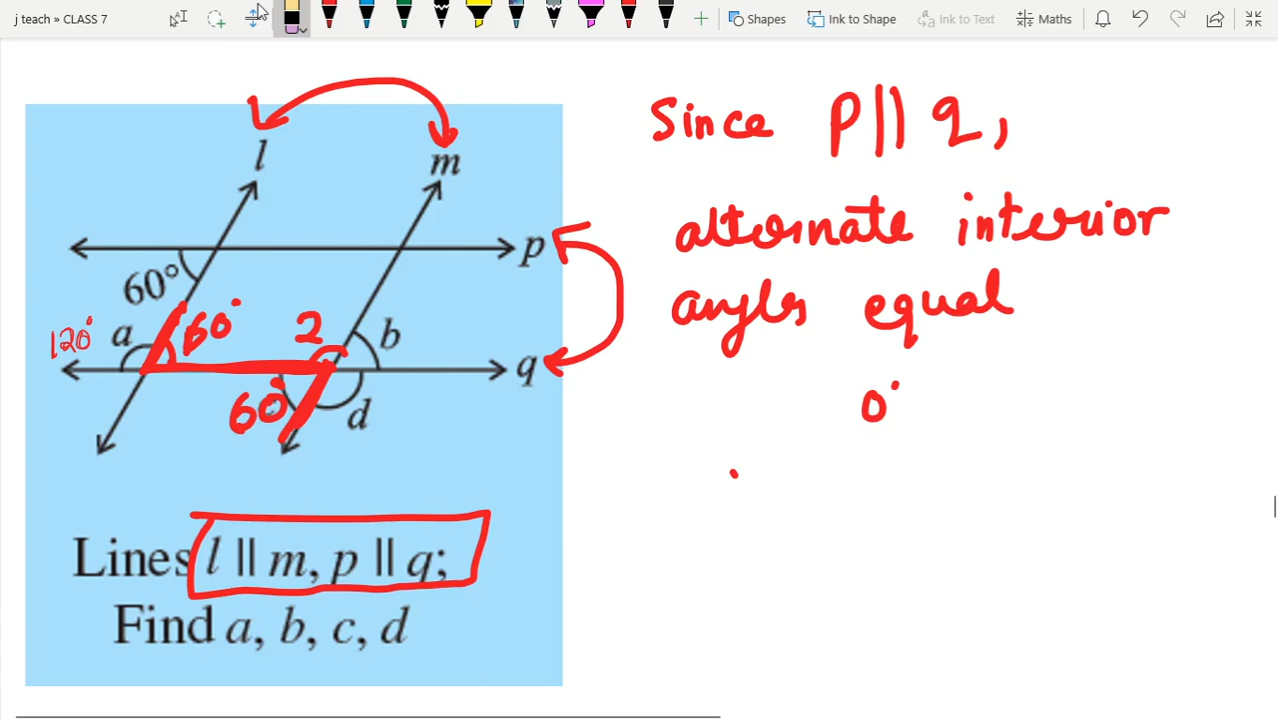 j teach » CLASS 7
Shapes
Ink to Shape
Ink to Text
Maths
l
m
p
60°
a
120°
60°
2
b
q
60°
d
Lines l || m, p || q;
Find a, b, c, d
Since p || q,
alternate interior
angles equal
0°
.